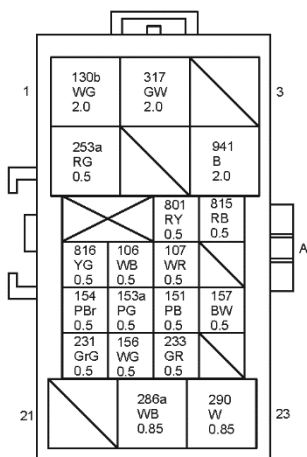 130b 317
WG GW
2.0 2.0
1 3
253a 941
RG B
0.5 2.0
801 815
RY RB
0.5 0.5
A
816 106 107
YG WB WR
0.5 0.5 0.5
154 153a 151 157
PBr PG PB BW
0.5 0.5 0.5 0.5
231 156 233
GrG WG GR
0.5 0.5 0.5
286a 290
WB W
0.85 0.85
21 23